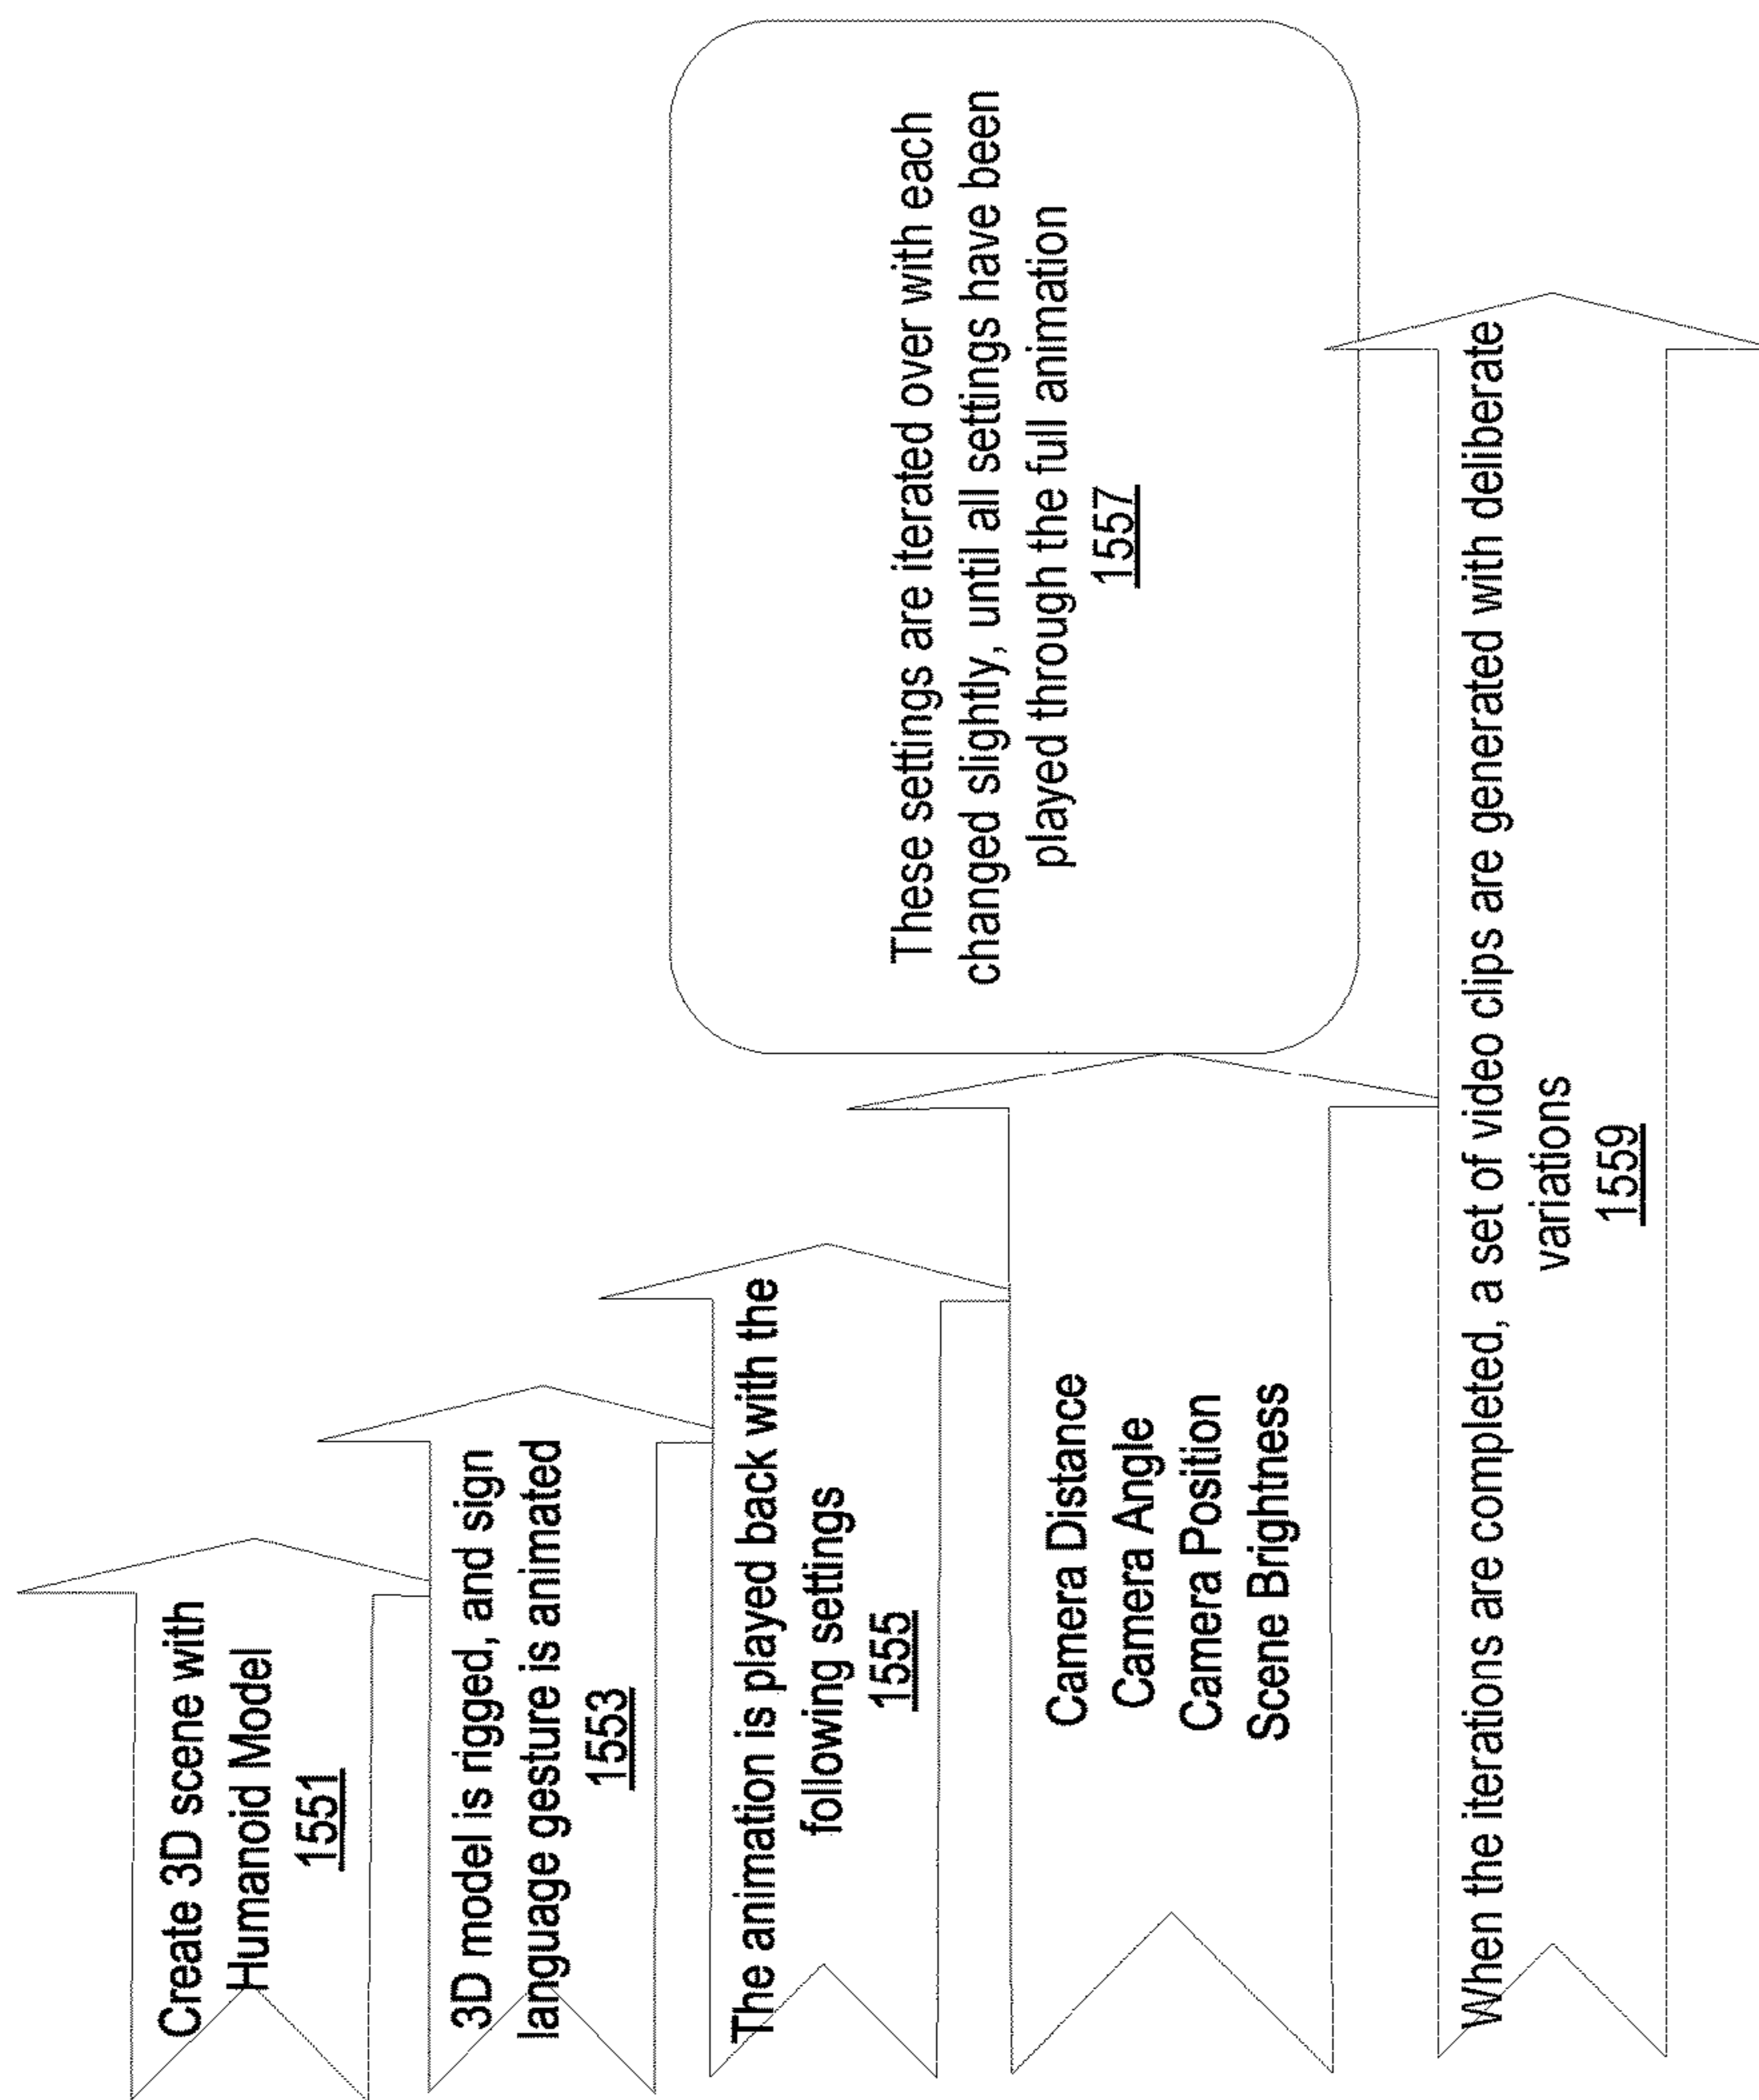 Create 3D scene with
Humanoid Model
1551
3D model is rigged, and sign
language gesture is animated
1553
The animation is played back with the
following settings
1555
Camera Distance
Camera Angle
Camera Position
Scene Brightness
These settings are iterated over with each
changed slightly, until all settings have been
played through the full animation
1557
When the iterations are completed, a set of video clips are generated with deliberate
variations
1559